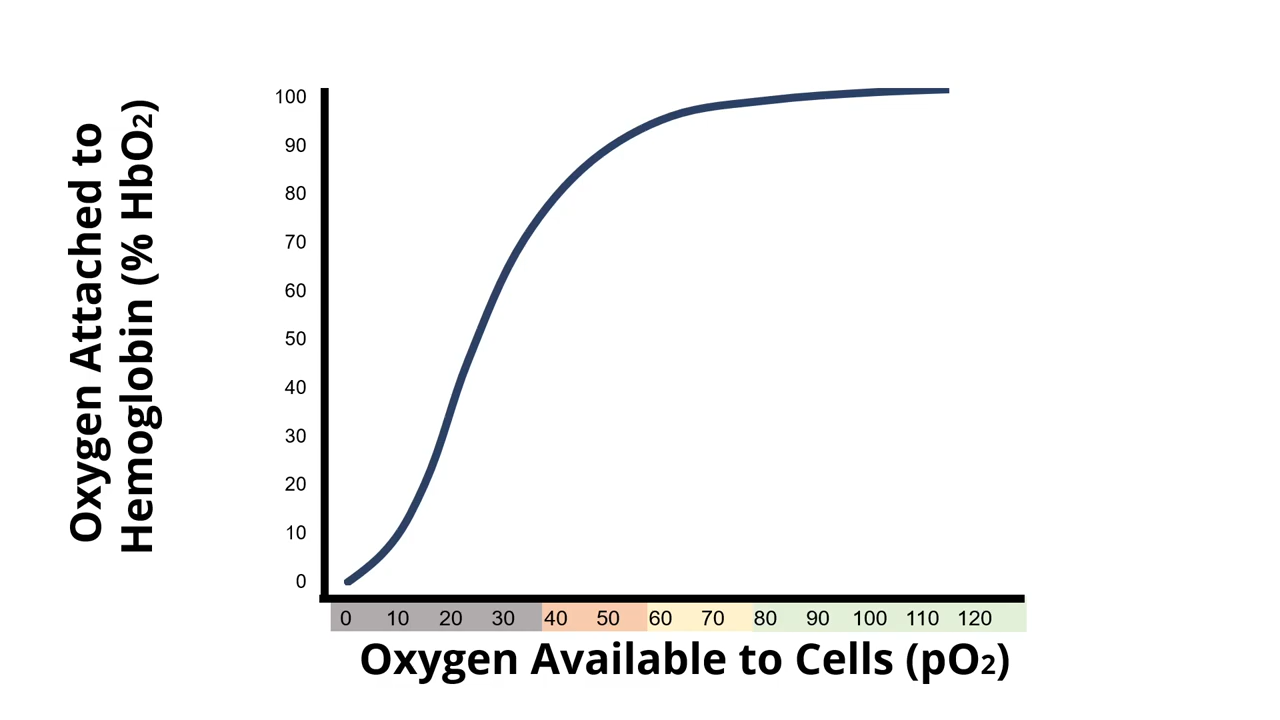 Oxygen Attached to
Hemoglobin (% HbO2)
100
90
80
70
60
50
40
30
20
10
0
0 10 20 30 40 50 60 70 80 90 100 110 120
Oxygen Available to Cells (pO2)